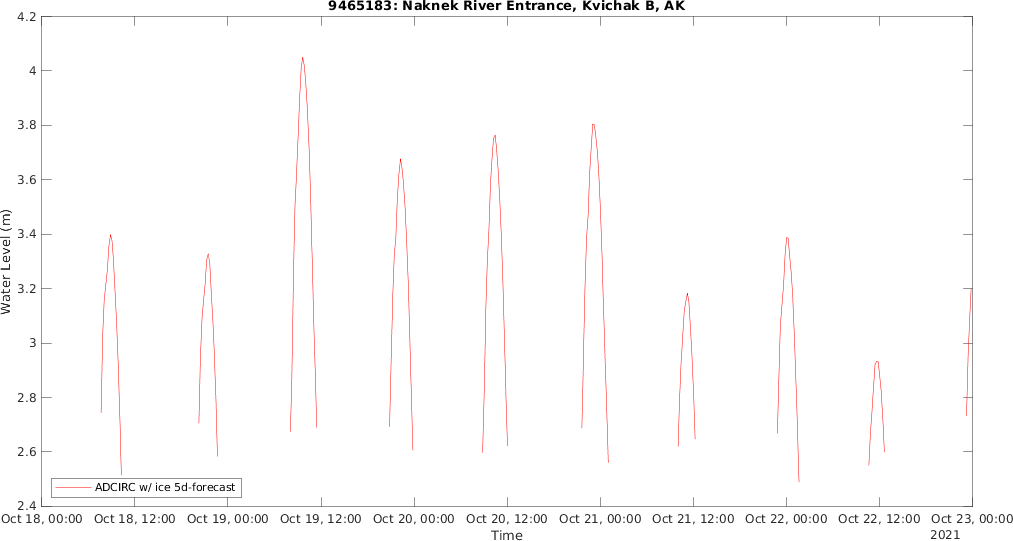 9465183: Naknek River Entrance, Kvichak B, AK
4.2
4
3.8
3.6
3.4
3.2
3
2.8
2.6
2.4
Water Level (m)
ADCIRC w/ ice 5d-forecast
Oct 18, 00:00 Oct 18, 12:00 Oct 19, 00:00 Oct 19, 12:00 Oct 20, 00:00 Oct 20, 12:00 Oct 21, 00:00 Oct 21, 12:00 Oct 22, 00:00 Oct 22, 12:00 Oct 23, 00:00
Time
2021